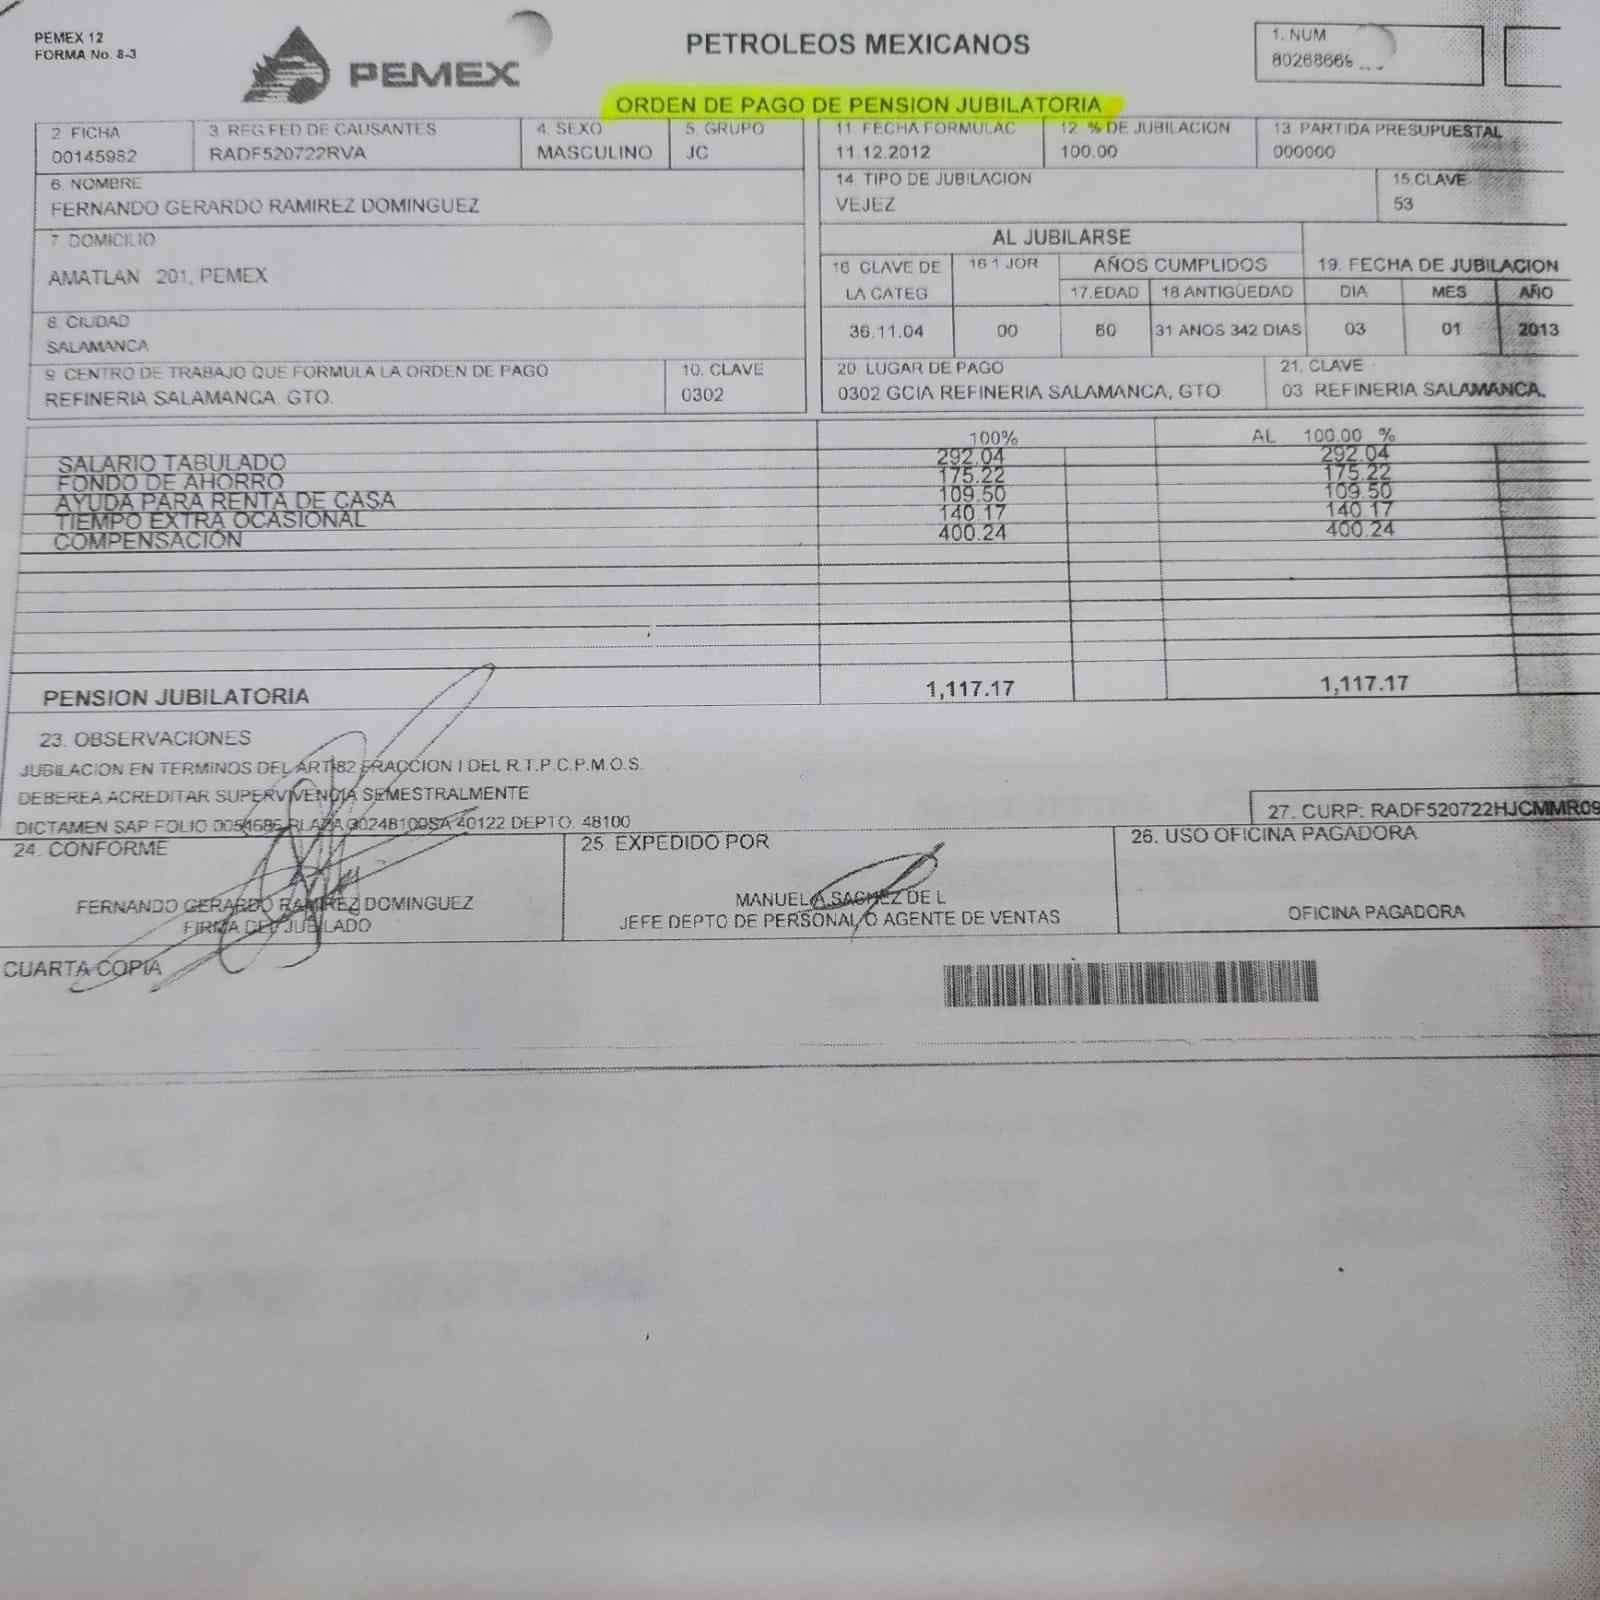 PEMEX 12
FORMA No. 8-3
PEMEX
PETROLEOS MEXICANOS
ORDEN DE PAGO DE PENSION JUBILATORIA
1. NUM
80268669
2. FICHA
00145982
3. REG.FED DE CAUSANTES
RADF520722RVA
4. SEXO
MASCULINO
5. GRUPO
JC
11. FECHA FORMULAC
11.12.2012
12. % DE JUBILACION
100.00
13. PARTIDA PRESUPUESTAL
000000
6. NOMBRE
FERNANDO GERARDO RAMIREZ DOMINGUEZ
14. TIPO DE JUBILACION
VEJEZ
15.CLAVE
53
7. DOMICILIO
AMATLAN 201, PEMEX
AL JUBILARSE
16. CLAVE DE
LA CATEG
16.1 JOR
AÑOS CUMPLIDOS
17.EDAD
18 ANTIGÜEDAD
19. FECHA DE JUBILACION
DIA
MES
AÑO
8. CIUDAD
SALAMANCA
36.11.04
00
60
31 AÑOS 342 DIAS
03
01
2013
9. CENTRO DE TRABAJO QUE FORMULA LA ORDEN DE PAGO
REFINERIA SALAMANCA. GTO.
10. CLAVE
0302
20. LUGAR DE PAGO
0302 GCIA REFINERIA SALAMANCA, GTO
21. CLAVE
03 REFINERIA SALAMANCA,
100%
AL 100.00 %
SALARIO TABULADO 292.04 292.04
FONDO DE AHORRO 175.22 175.22
AYUDA PARA RENTA DE CASA 109.50 109.50
TIEMPO EXTRA OCASIONAL 140.17 140.17
COMPENSACIÓN 400.24 400.24
PENSION JUBILATORIA 1,117.17 1,117.17
23. OBSERVACIONES
JUBILACION EN TERMINOS DEL ART 82 FRACCION I DEL R.T.P.C.P.M.O.S.
DEBEREA ACREDITAR SUPERVIVENCIA SEMESTRALMENTE
DICTAMEN SAP FOLIO 40122 DEPTO. 48100
27. CURP: RADF520722HJCMMR09
24. CONFORME
FERNANDO GERARDO RAMIREZ DOMINGUEZ
FIRMA DEL JUBILADO
25. EXPEDIDO POR
MANUELA SACHEZ DE L
JEFE DEPTO DE PERSONAL O AGENTE DE VENTAS
26. USO OFICINA PAGADORA
OFICINA PAGADORA
CUARTA COPIA